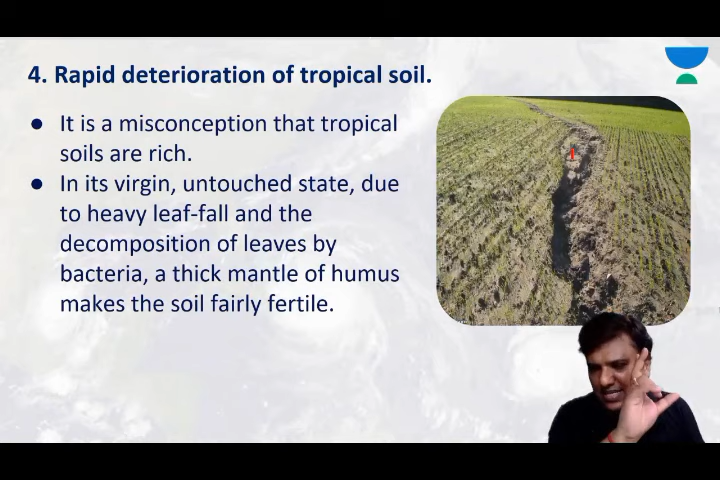 4. Rapid deterioration of tropical soil.
● It is a misconception that tropical
soils are rich.
● In its virgin, untouched state, due
to heavy leaf-fall and the
decomposition of leaves by
bacteria, a thick mantle of humus
makes the soil fairly fertile.